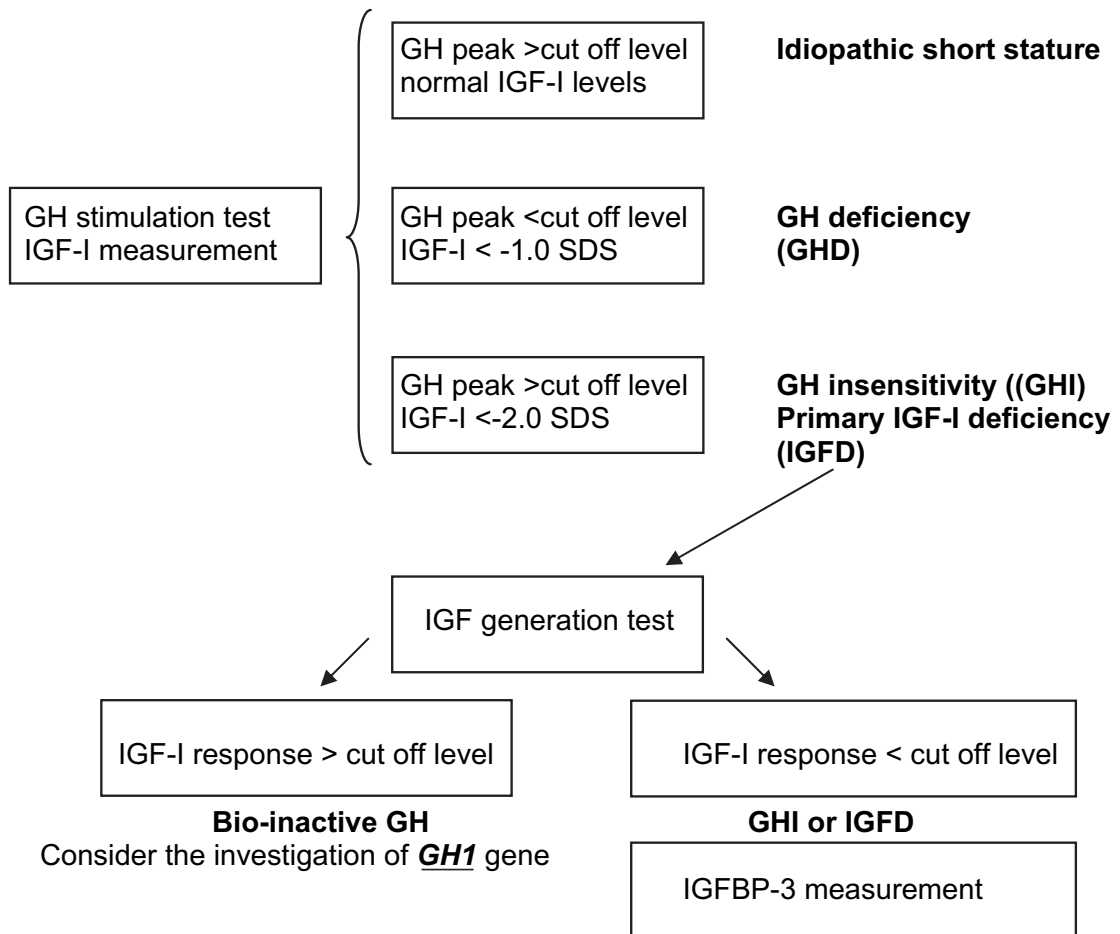 GH peak >cut off level
normal IGF-I levels
Idiopathic short stature
GH stimulation test
IGF-I measurement
GH peak <cut off level
IGF-I < -1.0 SDS
GH deficiency
(GHD)
GH peak >cut off level
IGF-I <-2.0 SDS
GH insensitivity ((GHI)
Primary IGF-I deficiency
(IGFD)
IGF generation test
IGF-I response > cut off level
Bio-inactive GH
Consider the investigation of GH1 gene
IGF-I response < cut off level
GHI or IGFD
IGFBP-3 measurement